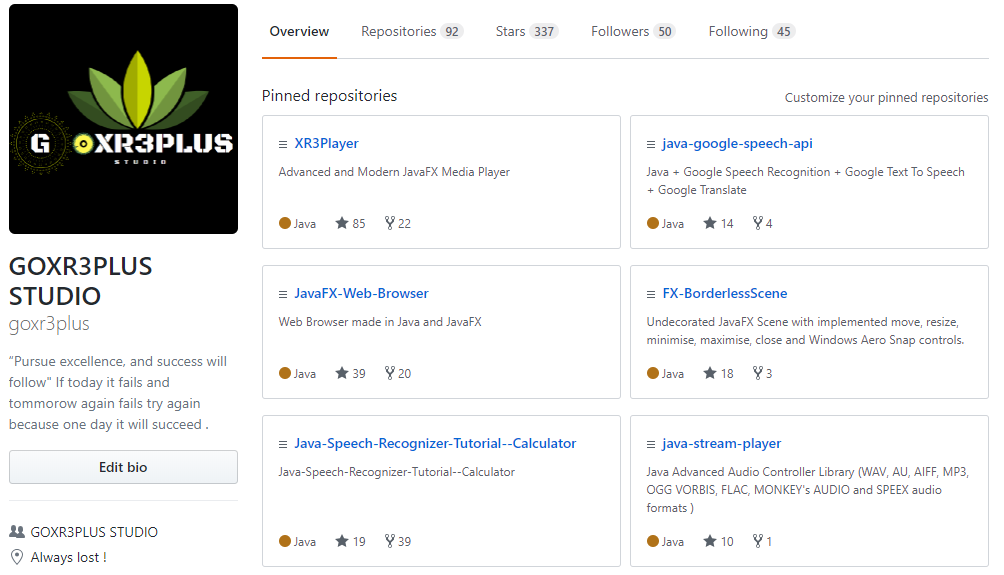 Overview Repositories 92 Stars 337 Followers 50 Following 45
G OXR3PLUS
STUDIO
GOXR3PLUS
STUDIO
goxr3plus
“Pursue excellence, and success will
follow" If today it fails and
tommorow again fails try again
because one day it will succeed .
Edit bio
GOXR3PLUS STUDIO
Always lost !
Pinned repositories
Customize your pinned repositories
XR3Player
Advanced and Modern JavaFX Media Player
Java 85 22
java-google-speech-api
Java + Google Speech Recognition + Google Text To Speech
+ Google Translate
Java 14 4
JavaFX-Web-Browser
Web Browser made in Java and JavaFX
Java 39 20
FX-BorderlessScene
Undecorated JavaFX Scene with implemented move, resize,
minimise, maximise, close and Windows Aero Snap controls.
Java 18 3
Java-Speech-Recognizer-Tutorial--Calculator
Java-Speech-Recognizer-Tutorial--Calculator
Java 19 39
java-stream-player
Java Advanced Audio Controller Library (WAV, AU, AIFF, MP3,
OGG VORBIS, FLAC, MONKEY's AUDIO and SPEEX audio
formats )
Java 10 1